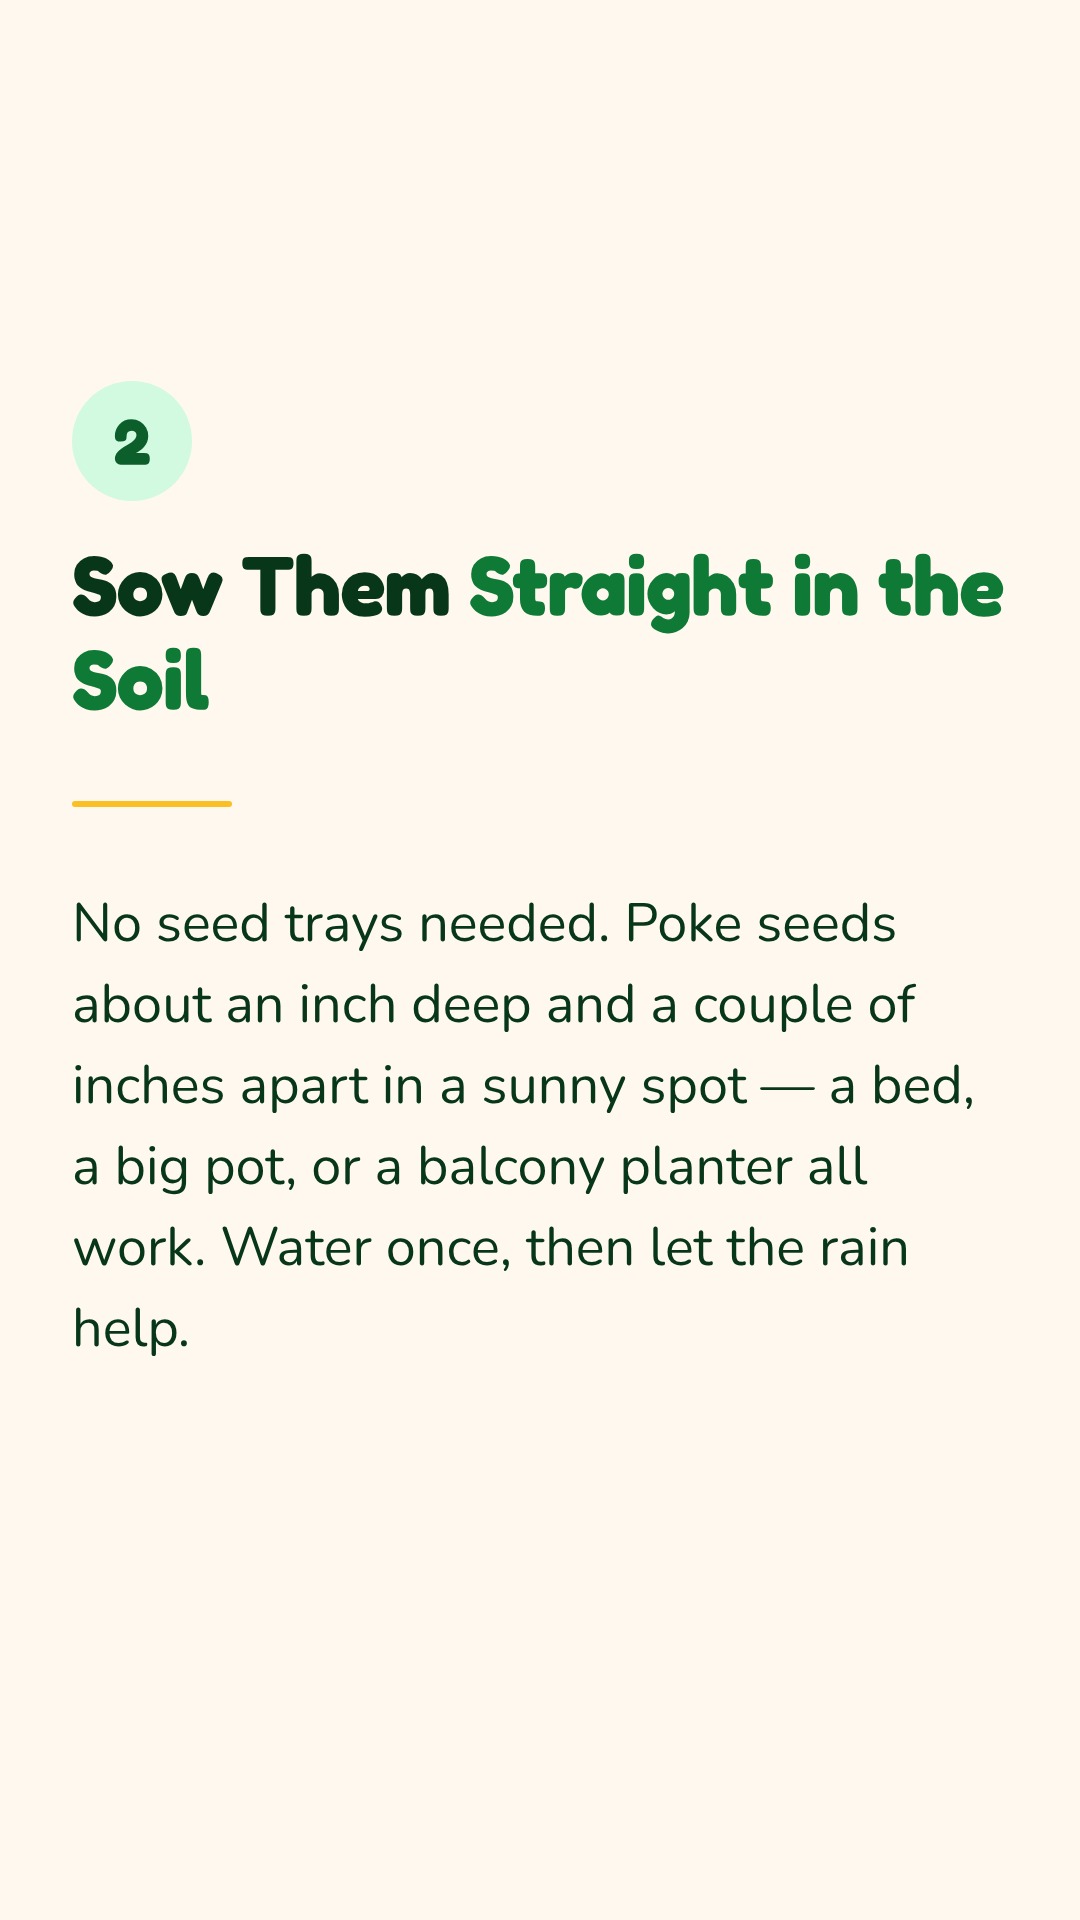 2
Sow Them Straight in the
Soil
No seed trays needed. Poke seeds
about an inch deep and a couple of
inches apart in a sunny spot — a bed,
a big pot, or a balcony planter all
work. Water once, then let the rain
help.